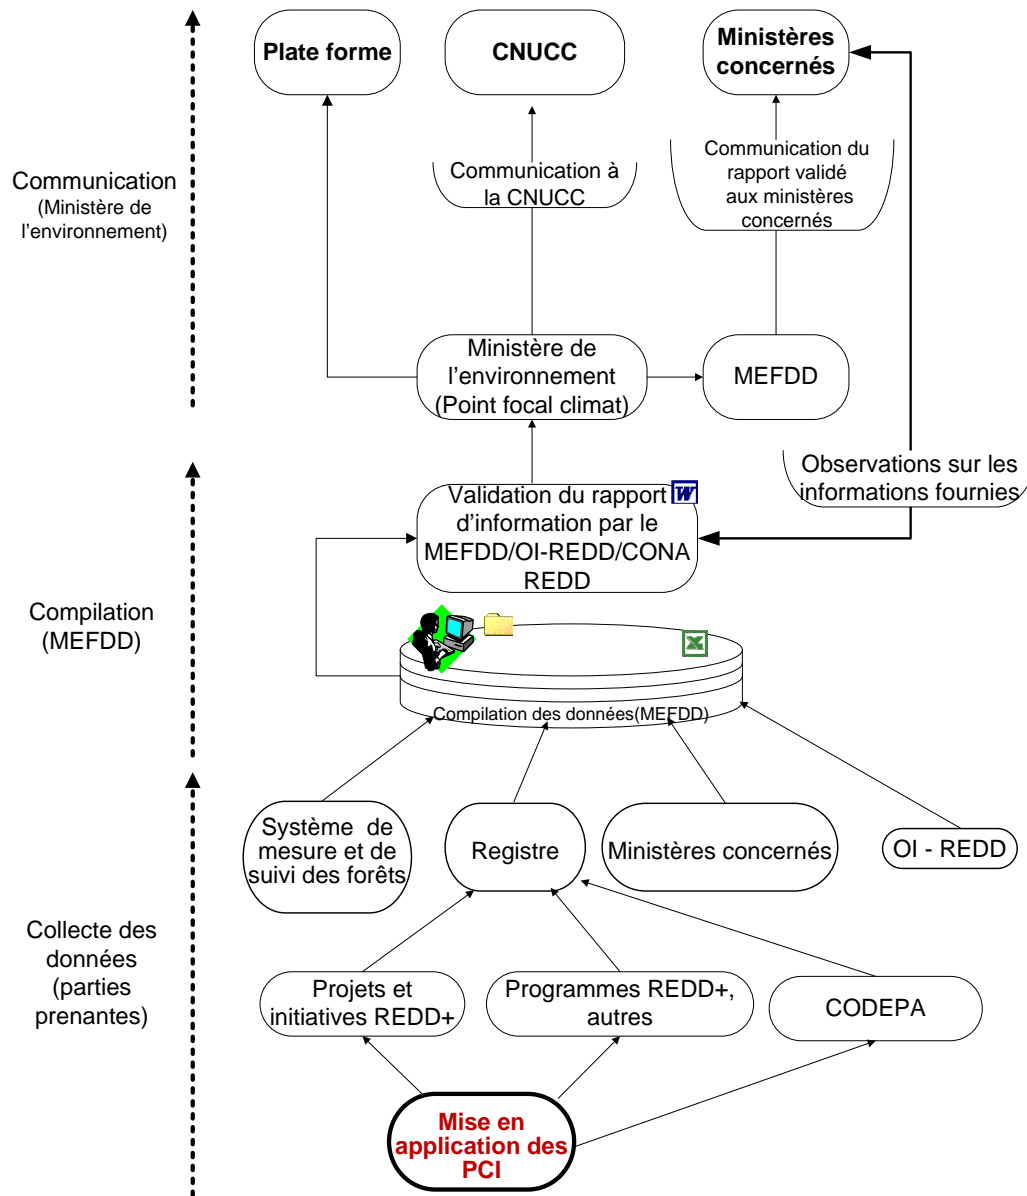 Plate forme
CNUCC
Ministères
concernés
Communication
(Ministère de
l'environnement)
Communication à
la CNUCC
Communication du
rapport validé
aux ministères
concernés
Ministère de
l'environnement
(Point focal climat)
MEFDD
Observations sur les
informations fournies
Validation du rapport
d'information par le
MEFDD/OI-REDD/CONA
REDD
W
Compilation
(MEFDD)
X
Compilation des données(MEFDD)
Système de
mesure et de
suivi des forêts
Registre
Ministères concernés
OI - REDD
Collecte des
données
(parties
prenantes)
Projets et
initiatives REDD+
Programmes REDD+,
autres
CODEPA
Mise en
application des
PCI